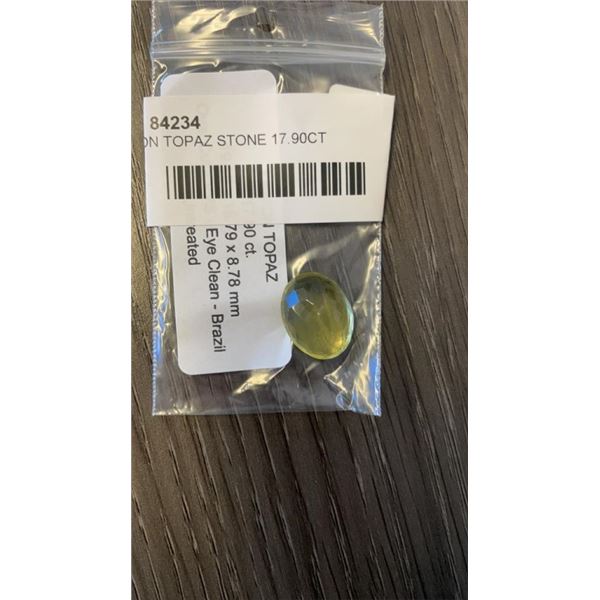 84234
ON TOPAZ STONE 17.90CT
N TOPAZ
90 ct.
79 x 8.78 mm
Eye Clean - Brazil
eated